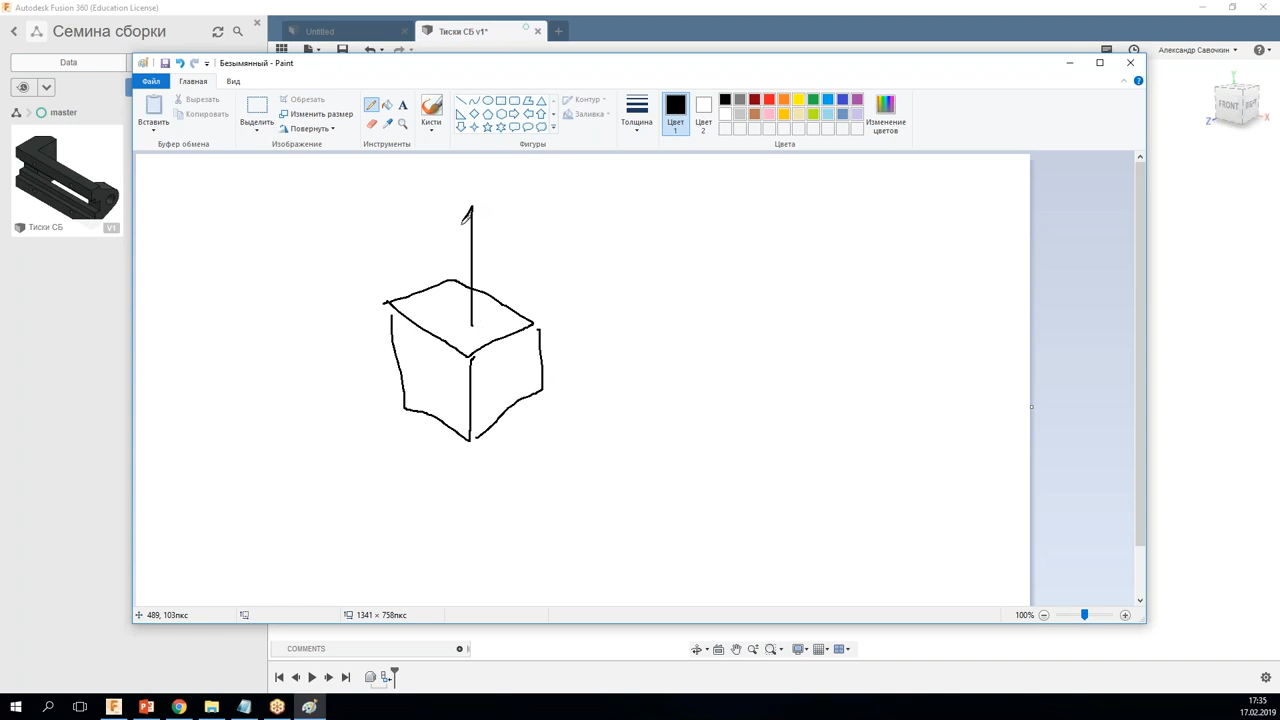 Autodesk Fusion 360 (Education License)
Семина сборки
Untitled
Тиски СБ v1*
Data
Александр Савочкин
master
Тиски СБ
V1
FRONT
Z
X
Безымянный - Paint
Файл
Главная
Вид
Вставить
Вырезать
Копировать
Буфер обмена
Выделить
Обрезать
Изменить размер
Повернуть
Изображение
Инструменты
Кисти
Фигуры
Контур
Заливка
Толщина
Цвет 1
Цвет 2
Изменение цветов
Цвета
489, 103пкс
1341 × 758пкс
100%
COMMENTS
17:35
17.02.2019